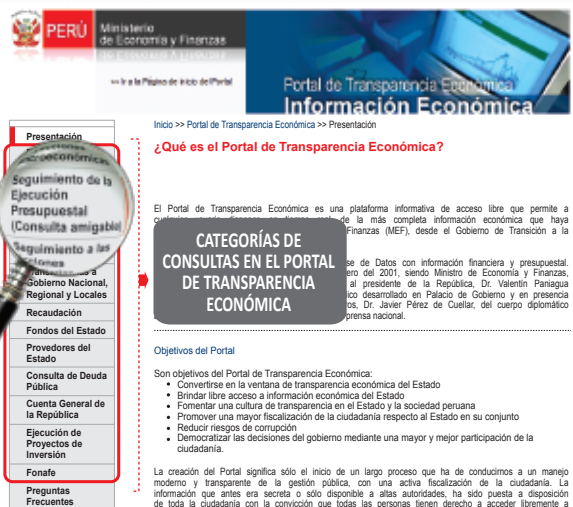 PERÚ
Ministerio
de Economía y Finanzas
>> Ir a la Página de inicio del Portal
Portal de Transparencia Económica
Información Económica
Inicio >> Portal de Transparencia Económica >> Presentación
Presentación
Seguimiento de la
Ejecución
Presupuestal
(Consulta amigable)
Seguimiento a las
Gobierno Nacional,
Regional y Locales
Recaudación
Fondos del Estado
Provedores del
Estado
Consulta de Deuda
Pública
Cuenta General de
la República
Ejecución de
Proyectos de
Inversión
Fonafe
Preguntas
Frecuentes
¿Qué es el Portal de Transparencia Económica?
El Portal de Transparencia Económica es una plataforma informativa de acceso libre que permite a
de la más completa información económica que haya
Finanzas (MEF), desde el Gobierno de Transición a la
se de Datos con información financiera y presupuestal.
ero del 2001, siendo Ministro de Economía y Finanzas,
al presidente de la República, Dr. Valentín Paniagua
ico desarrollado en Palacio de Gobierno y en presencia
os, Dr. Javier Pérez de Cuellar, del cuerpo diplomático
prensa nacional.
CATEGORÍAS DE
CONSULTAS EN EL PORTAL
DE TRANSPARENCIA
ECONÓMICA
Objetivos del Portal
Son objetivos del Portal de Transparencia Económica:
• Convertirse en la ventana de transparencia económica del Estado
• Brindar libre acceso a información económica del Estado
• Fomentar una cultura de transparencia en el Estado y la sociedad peruana
• Promover una mayor fiscalización de la ciudadanía respecto al Estado en su conjunto
• Reducir riesgos de corrupción
• Democratizar las decisiones del gobierno mediante una mayor y mejor participación de la
ciudadanía.
La creación del Portal significa sólo el inicio de un largo proceso que ha de conducirnos a un manejo
moderno y transparente de la gestión pública, con una activa fiscalización de la ciudadanía. La
información que antes era secreta o sólo disponible a altas autoridades, ha sido puesta a disposición
de toda la ciudadanía con la convicción que todas las personas tienen derecho a acceder libremente a